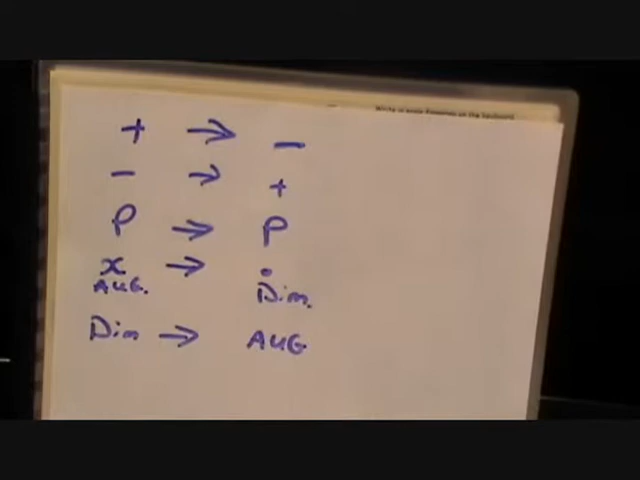 + → -
- → +
P → P
x → o
AUG. Dim.
Dim → AUG